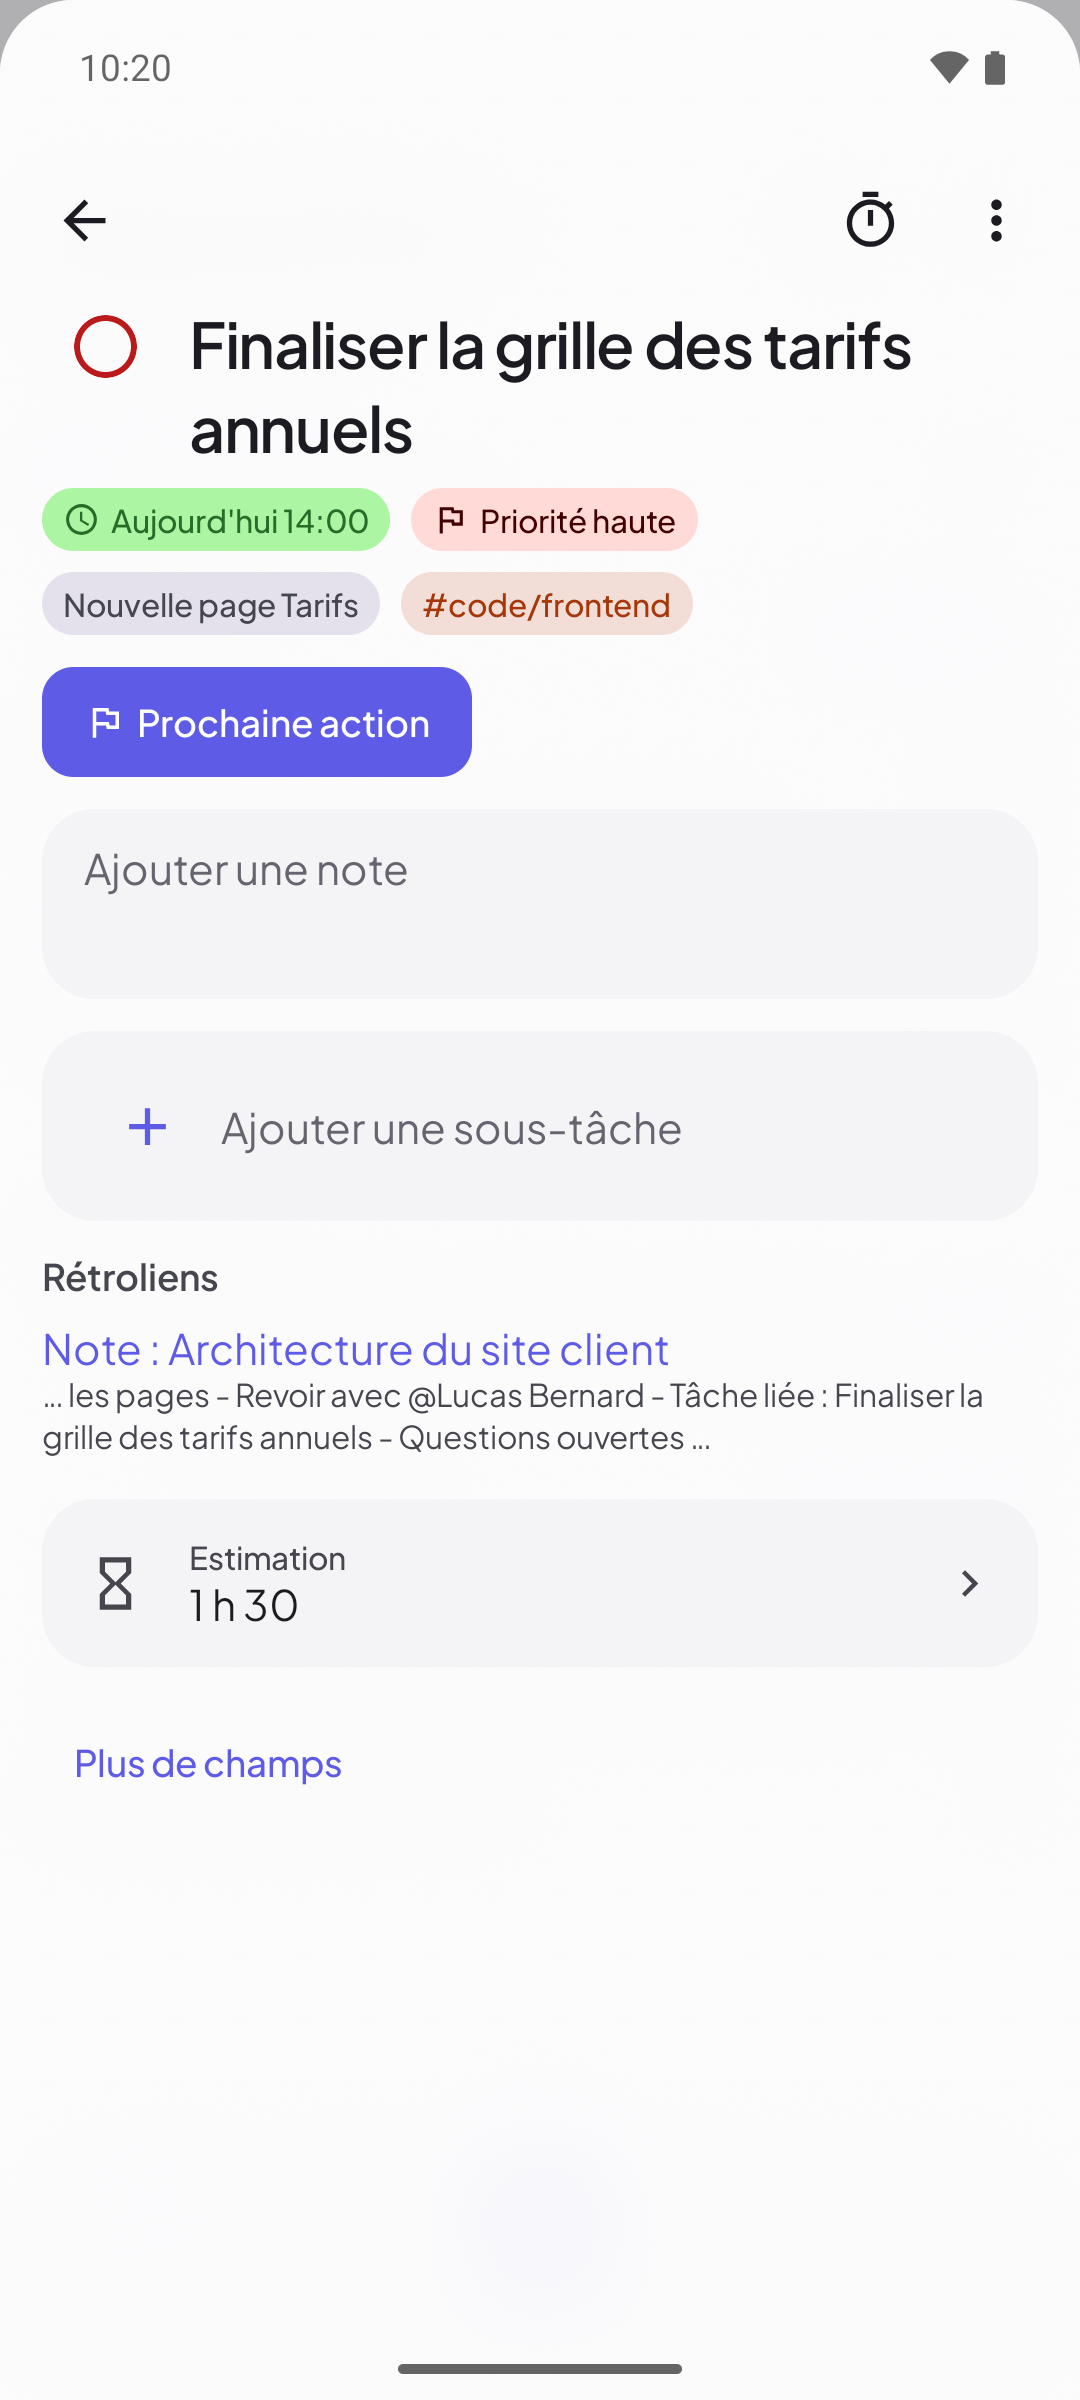 10:20
Finaliser la grille des tarifs
annuels
Aujourd'hui 14:00
Priorité haute
Nouvelle page Tarifs
#code/frontend
Prochaine action
Ajouter une note
Ajouter une sous-tâche
Rétroliens
Note : Architecture du site client
... les pages - Revoir avec @Lucas Bernard - Tâche liée : Finaliser la
grille des tarifs annuels - Questions ouvertes ...
Estimation
1 h 30
Plus de champs